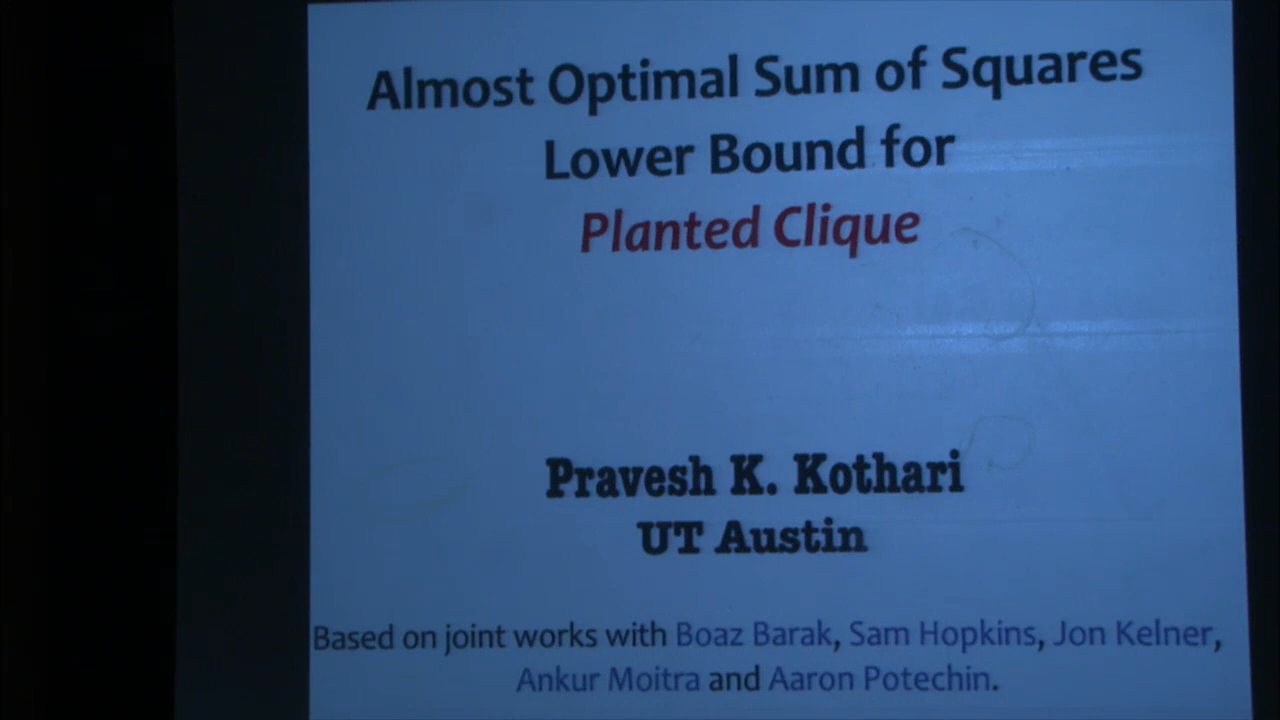 Almost Optimal Sum of Squares
Lower Bound for
Planted Clique
Pravesh K. Kothari
UT Austin
Based on joint works with Boaz Barak, Sam Hopkins, Jon Kelner,
Ankur Moitra and Aaron Potechin.